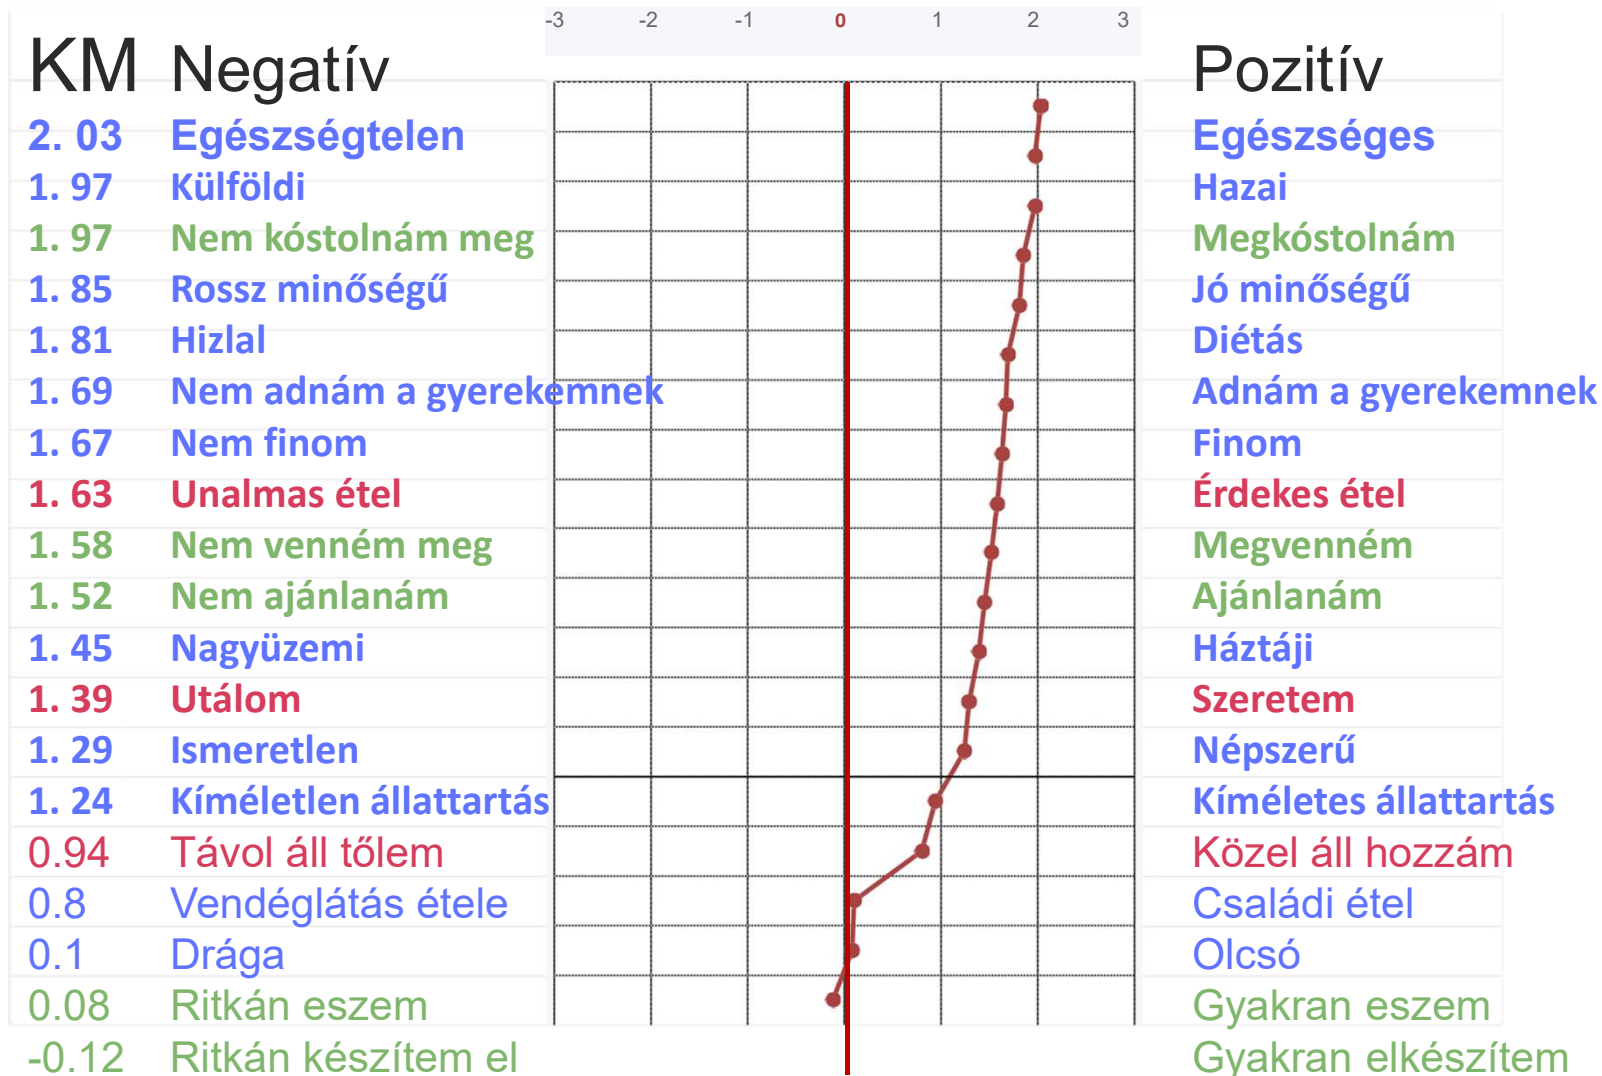 -3 -2 -1 0 1 2 3
KM Negatív Pozitív
2. 03 Egészségtelen Egészséges
1. 97 Külföldi Hazai
1. 97 Nem kóstolnám meg Megkóstolnám
1. 85 Rossz minőségű Jó minőségű
1. 81 Hizlal Diétás
1. 69 Nem adnám a gyerekemnek Adnám a gyerekemnek
1. 67 Nem finom Finom
1. 63 Unalmas étel Érdekes étel
1. 58 Nem venném meg Megvenném
1. 52 Nem ajánlanám Ajánlanám
1. 45 Nagyüzemi Háztáji
1. 39 Utálom Szeretem
1. 29 Ismeretlen Népszerű
1. 24 Kíméletlen állattartás Kíméletes állattartás
0.94 Távol áll tőlem Közel áll hozzám
0.8 Vendéglátás étele Családi étel
0.1 Drága Olcsó
0.08 Ritkán eszem Gyakran eszem
-0.12 Ritkán készítem el Gyakran elkészítem